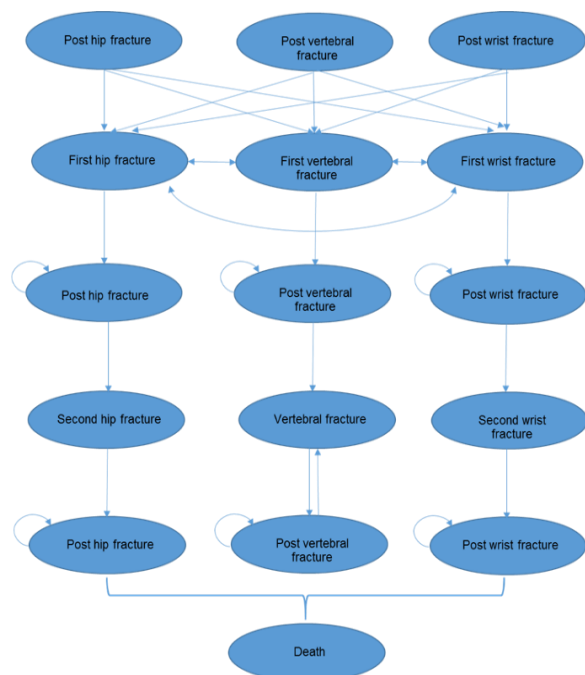 Post hip fracture
Post vertebral
fracture
Post wrist fracture
First hip fracture
First vertebral
fracture
First wrist fracture
Post hip fracture
Post vertebral
fracture
Post wrist fracture
Second hip fracture
Vertebral fracture
Second wrist
fracture
Post hip fracture
Post vertebral
fracture
Post wrist fracture
Death